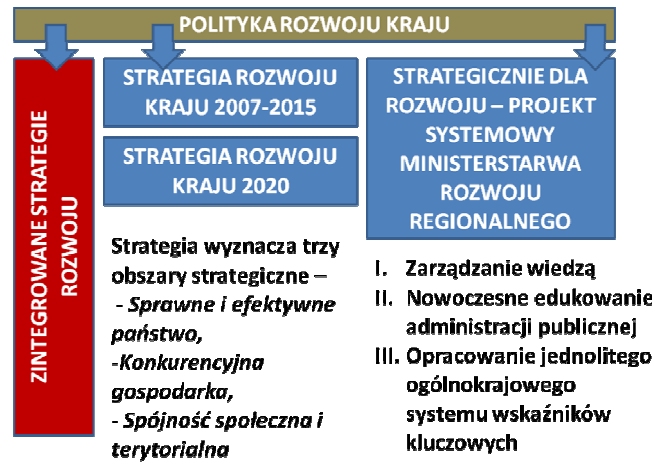 POLITYKA ROZWOJU KRAJU
ZINTEGROWANE STRATEGIE
ROZWOJU
STRATEGIA ROZWOJU
KRAJU 2007-2015
STRATEGIA ROZWOJU
KRAJU 2020
Strategia wyznacza trzy
obszary strategiczne –
- Sprawne i efektywne
państwo,
-Konkurencyjna
gospodarka,
- Spójność społeczna i
terytorialna
STRATEGICZNIE DLA
ROZWOJU – PROJEKT
SYSTEMOWY
MINISTERSTARWA
ROZWOJU
REGIONALNEGO
I. Zarządzanie wiedzą
II. Nowoczesne edukowanie
administracji publicznej
III. Opracowanie jednolitego
ogólnokrajowego
systemu wskaźników
kluczowych